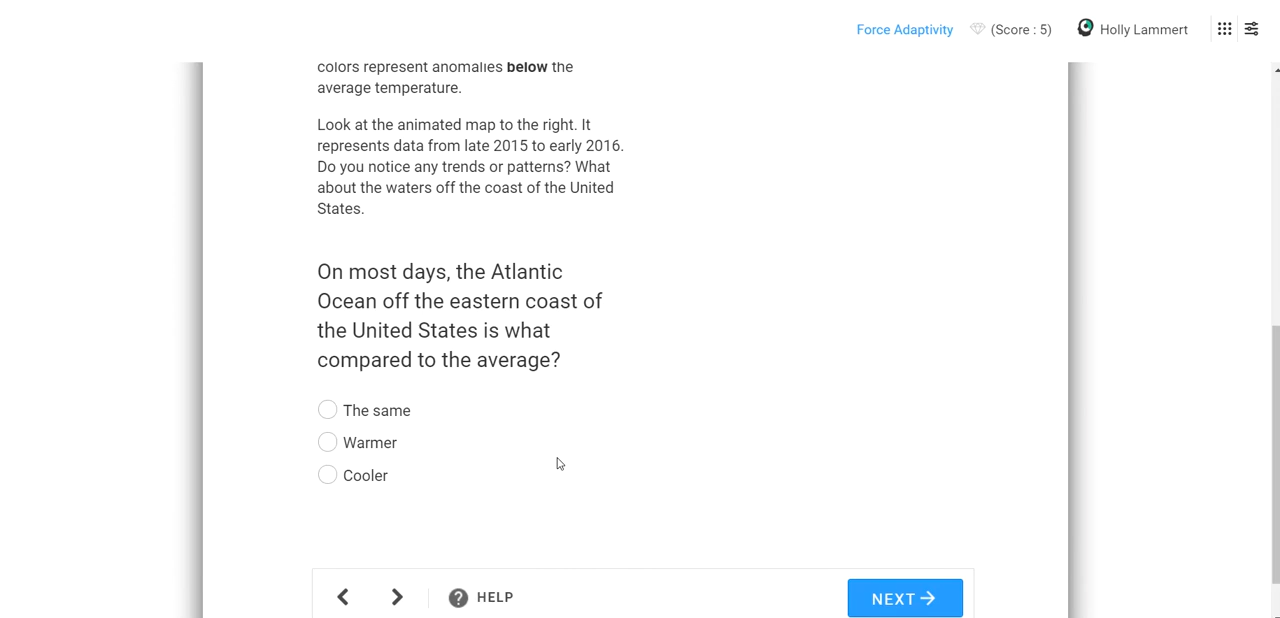 Force Adaptivity (Score : 5) Holly Lammert
colors represent anomalies below the
average temperature.
Look at the animated map to the right. It
represents data from late 2015 to early 2016.
Do you notice any trends or patterns? What
about the waters off the coast of the United
States.
On most days, the Atlantic
Ocean off the eastern coast of
the United States is what
compared to the average?
The same
Warmer
Cooler
? HELP NEXT